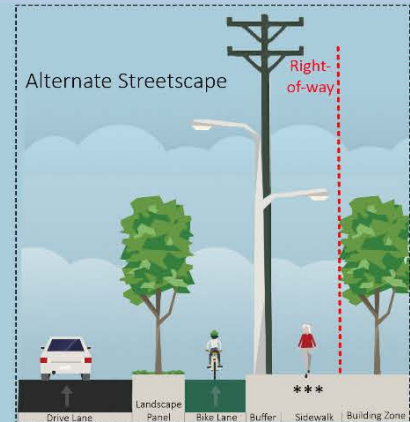 Alternate Streetscape
Right-
of-way
***
Drive Lane
Landscape
Panel
Bike Lane
Buffer
Sidewalk
Building Zone